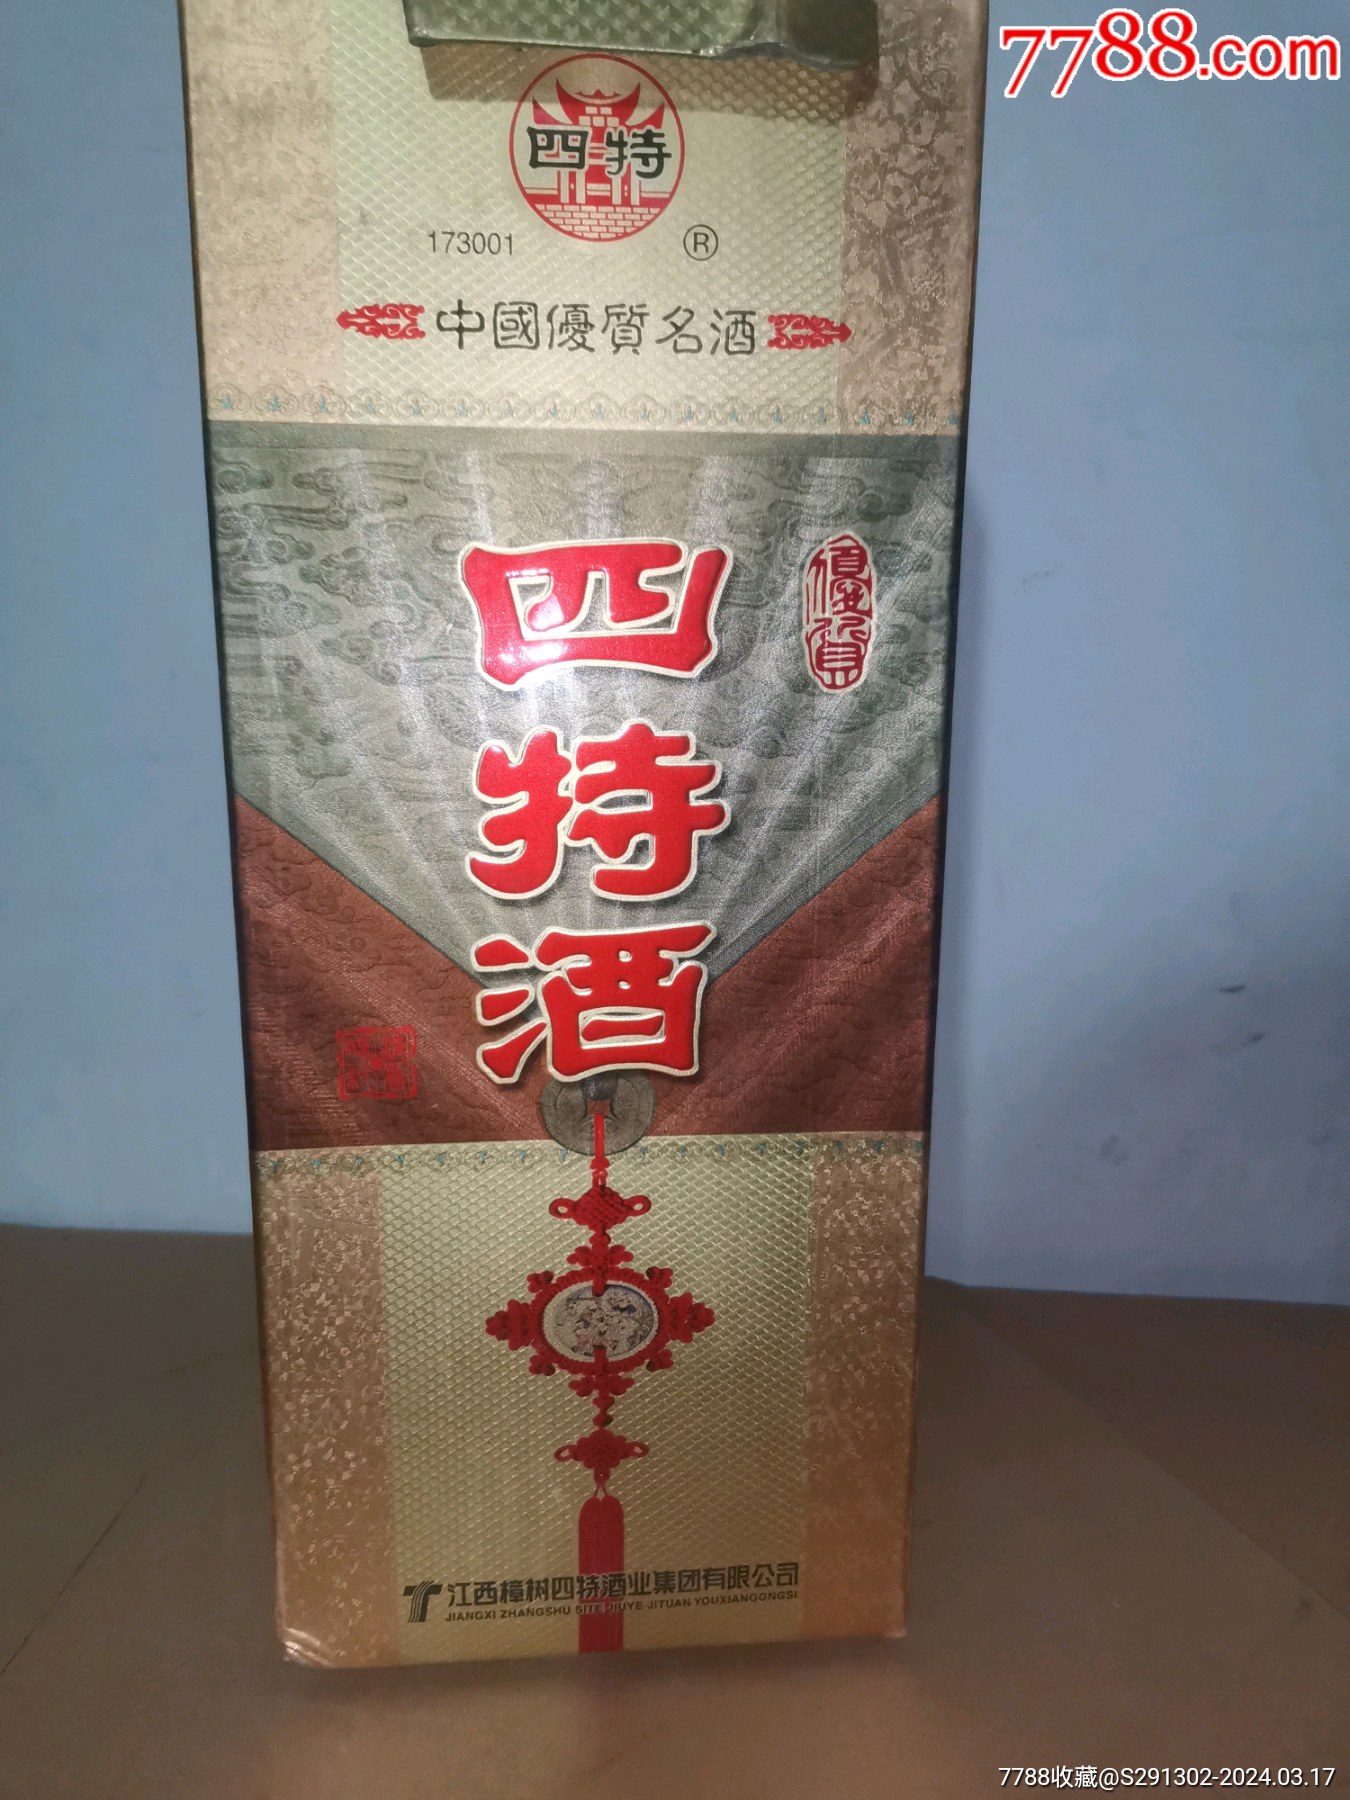 7788.com
四特
173001 ®
中國優質名酒
優質
四特酒
江西樟树四特酒业集团有限公司
JIANGXI ZHANGSHU SITE JIUYE JITUAN YOUXIANGONGSI
7788收藏@S291302-2024.03.17